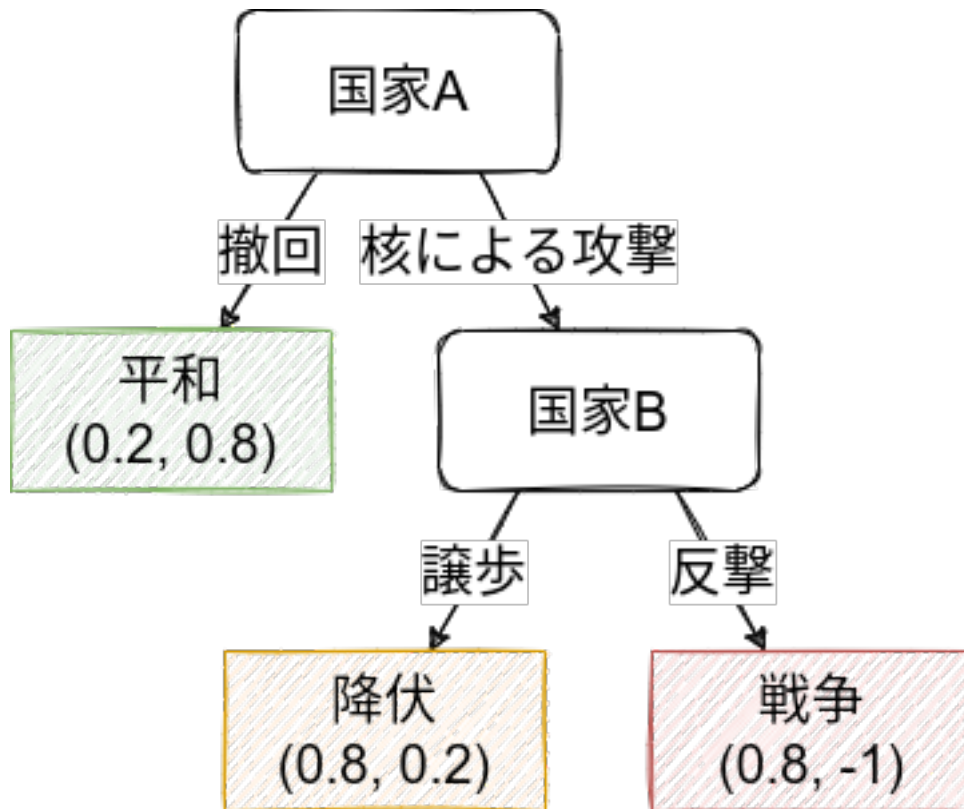 国家A
撤回
核による攻撃
平和
(0.2, 0.8)
国家B
譲歩
反撃
降伏
(0.8, 0.2)
戦争
(0.8, -1)